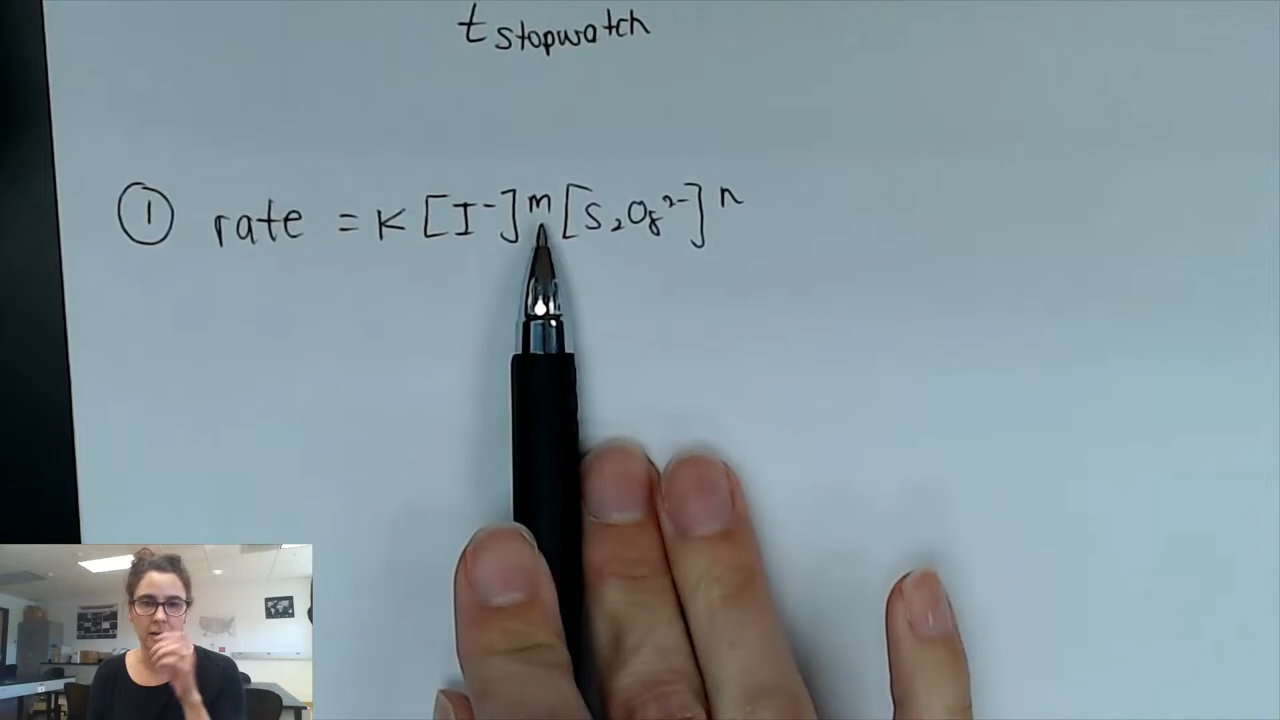 t stopwatch
① rate = K [I⁻]ᵐ [S₂O₈²⁻]ⁿ